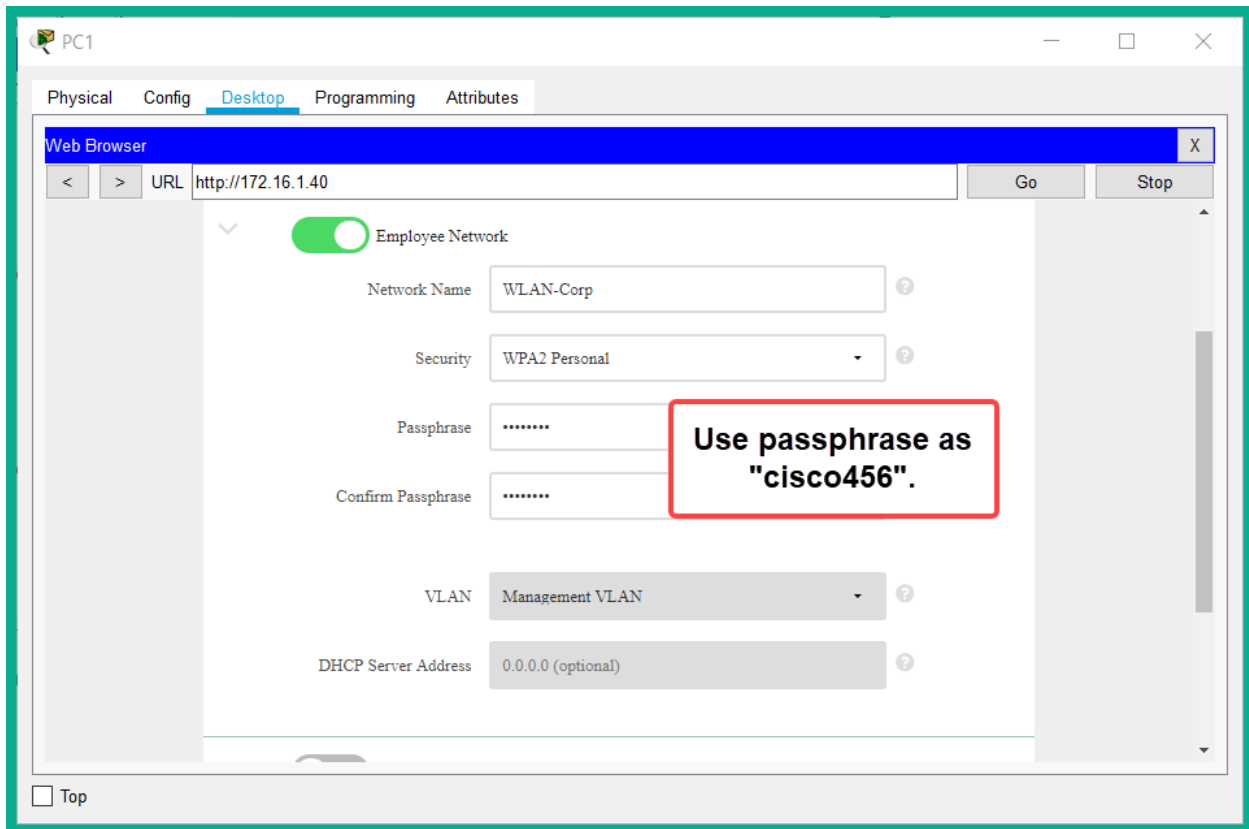 PC1
Physical Config Desktop Programming Attributes
Web Browser X
< > URL http://172.16.1.40 Go Stop
Employee Network
Network Name WLAN-Corp ?
Security WPA2 Personal ?
Passphrase ••••••••
Use passphrase as
"cisco456".
Confirm Passphrase ••••••••
VLAN Management VLAN ?
DHCP Server Address 0.0.0.0 (optional) ?
Top